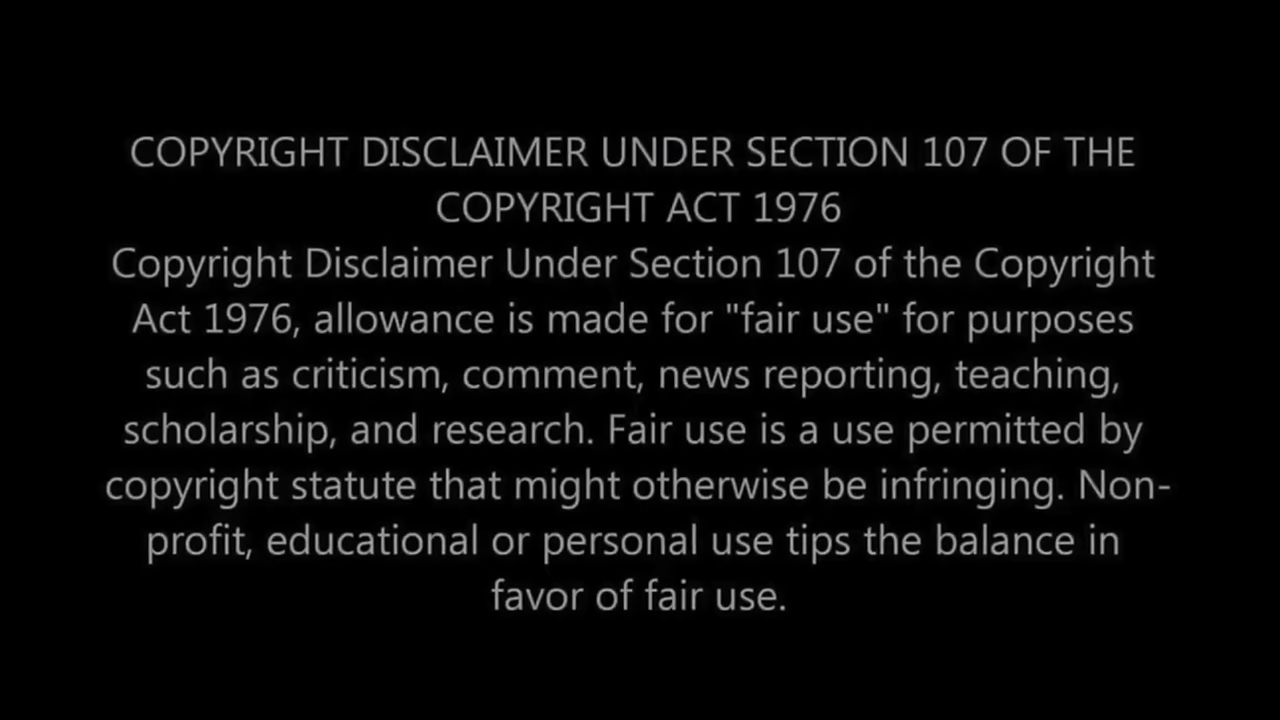 COPYRIGHT DISCLAIMER UNDER SECTION 107 OF THE
COPYRIGHT ACT 1976
Copyright Disclaimer Under Section 107 of the Copyright
Act 1976, allowance is made for "fair use" for purposes
such as criticism, comment, news reporting, teaching,
scholarship, and research. Fair use is a use permitted by
copyright statute that might otherwise be infringing. Non-
profit, educational or personal use tips the balance in
favor of fair use.